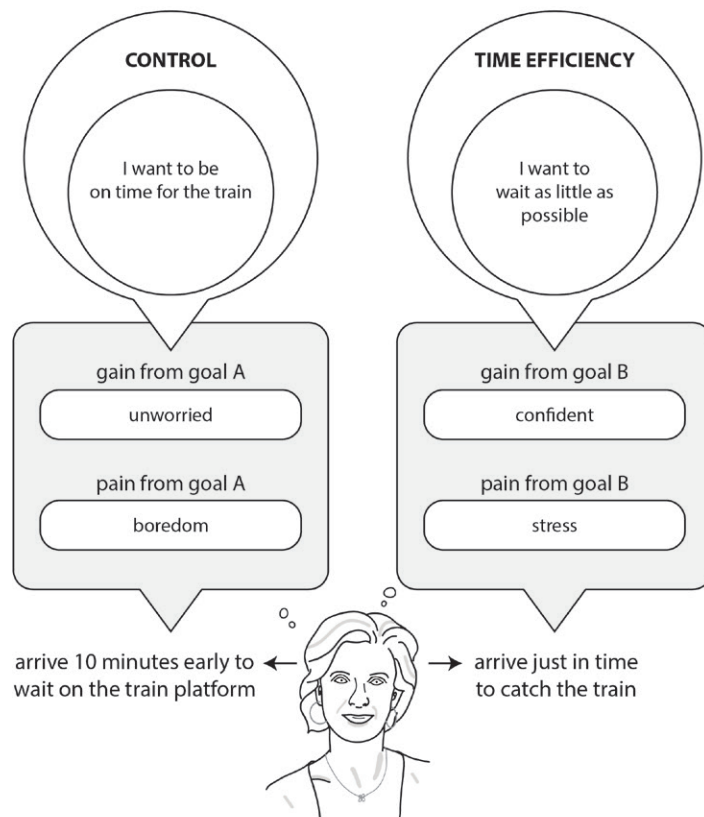 CONTROL
I want to be
on time for the train
gain from goal A
unworried
pain from goal A
boredom
arrive 10 minutes early to
wait on the train platform
TIME EFFICIENCY
I want to
wait as little as
possible
gain from goal B
confident
pain from goal B
stress
arrive just in time
to catch the train